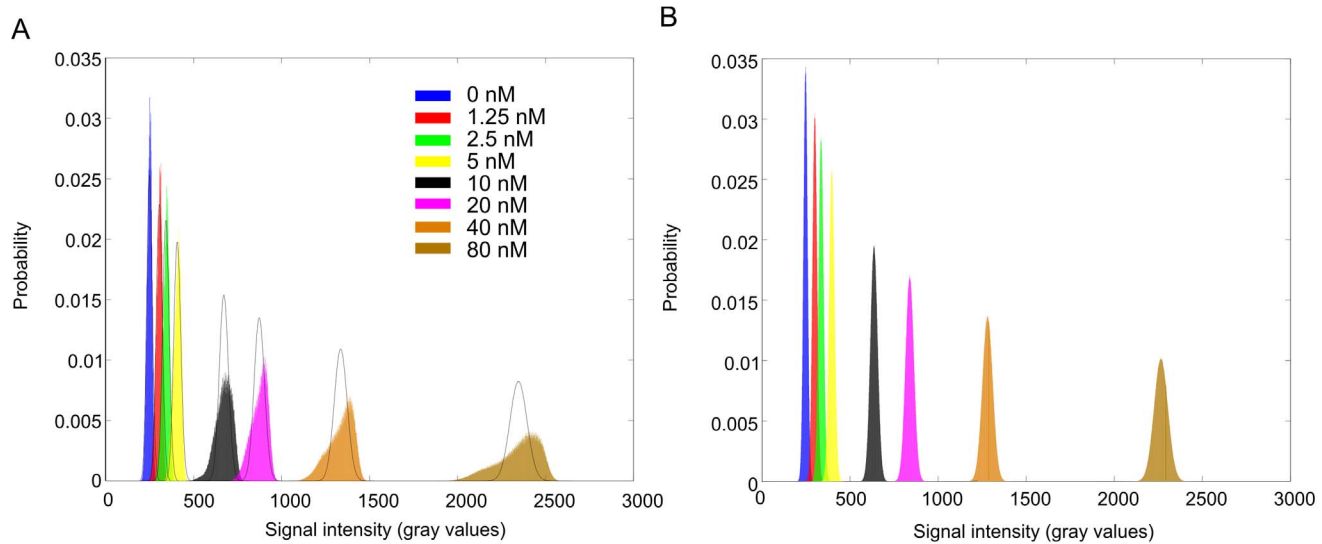 A
0.035
0.03
0.025
0.02
0.015
0.01
0.005
0
Probability
0 nM
1.25 nM
2.5 nM
5 nM
10 nM
20 nM
40 nM
80 nM
500
1000
1500
2000
2500
3000
0
Signal intensity (gray values)
B
0.035
0.03
0.025
0.02
0.015
0.01
0.005
0
Probability
0
500
1000
1500
2000
2500
3000
Signal intensity (gray values)